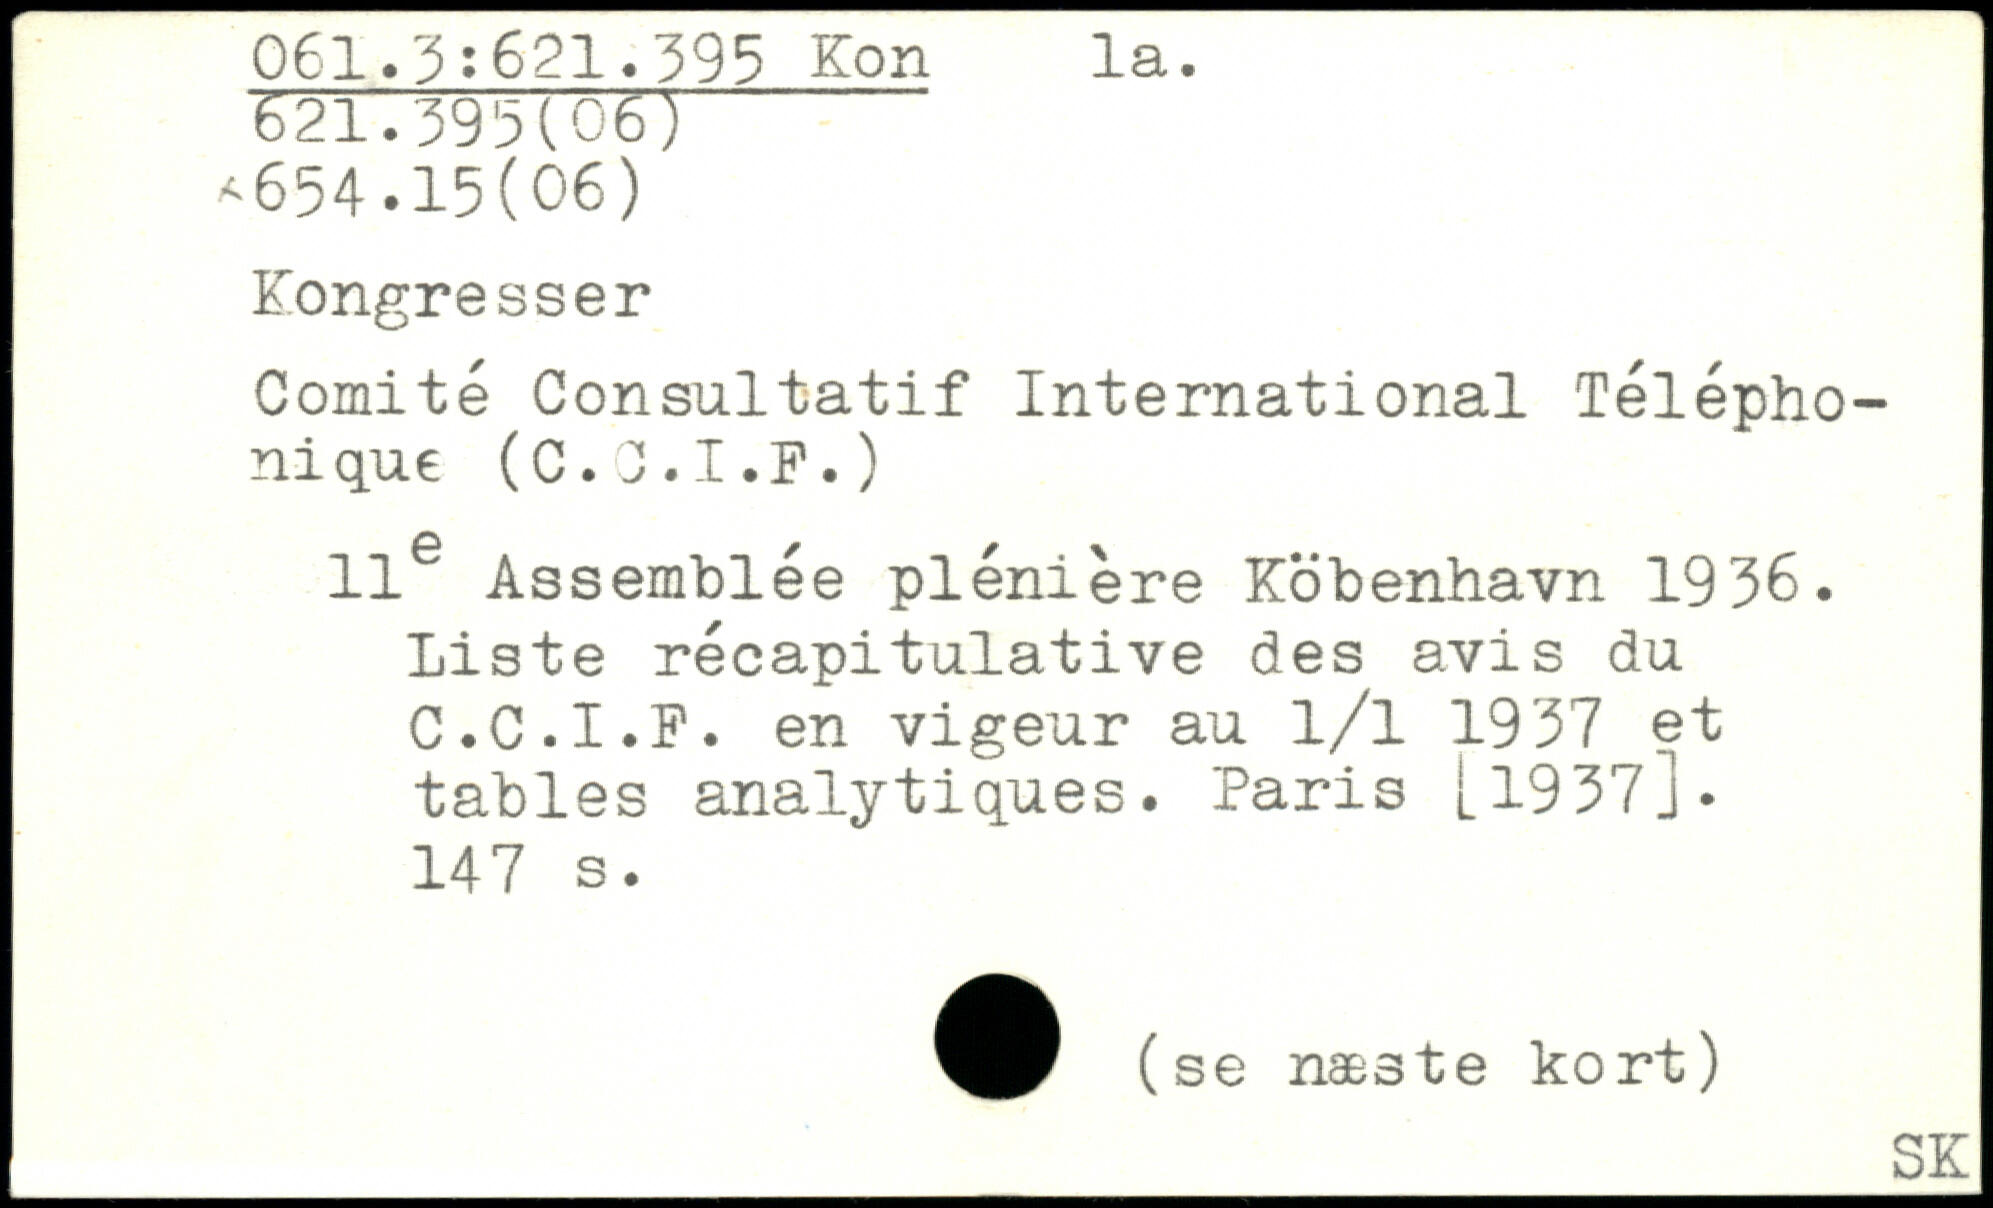 061.3:621.395 Kon 1a.
621.395(06)
×654.15(06)
Kongresser
Comité Consultatif International Télépho-
nique (C.C.I.F.)
11e Assemblée plénière Köbenhavn 1936.
Liste récapitulative des avis du
C.C.I.F. en vigeur au 1/1 1937 et
tables analytiques. Paris [1937].
147 s.
(se næste kort)
SK